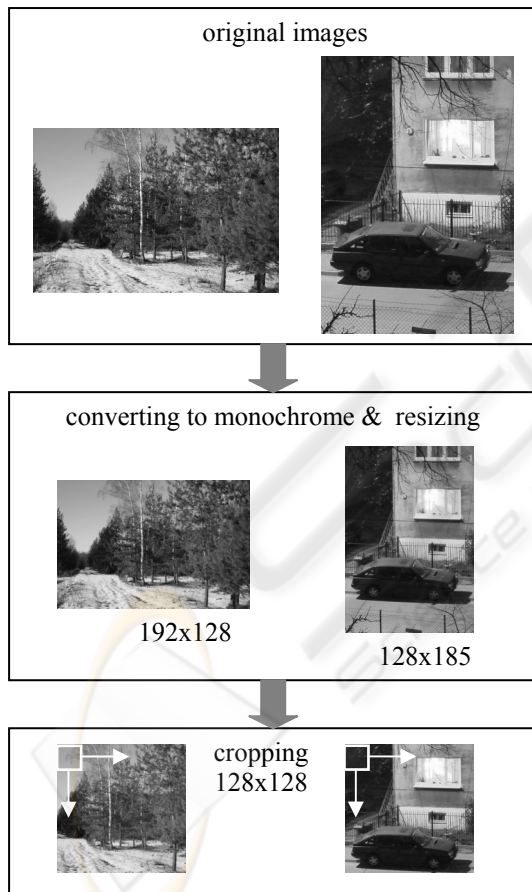 original images
converting to monochrome & resizing
192x128
128x185
cropping
128x128